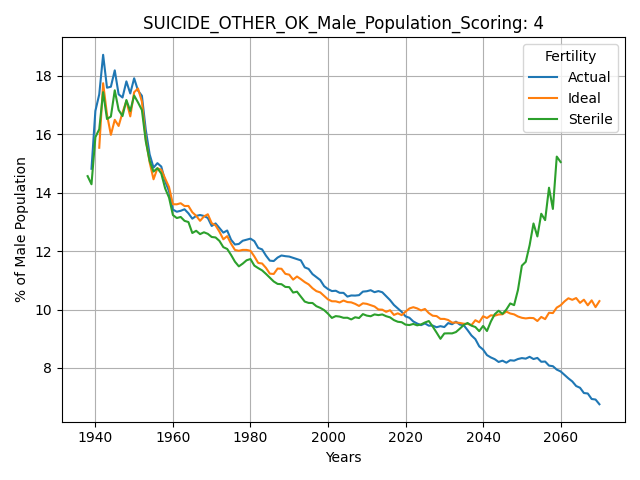 SUICIDE_OTHER_OK_Male_Population_Scoring: 4
Fertility
Actual
Ideal
Sterile
% of Male Population
18
16
14
12
10
8
1940 1960 1980 2000 2020 2040 2060
Years